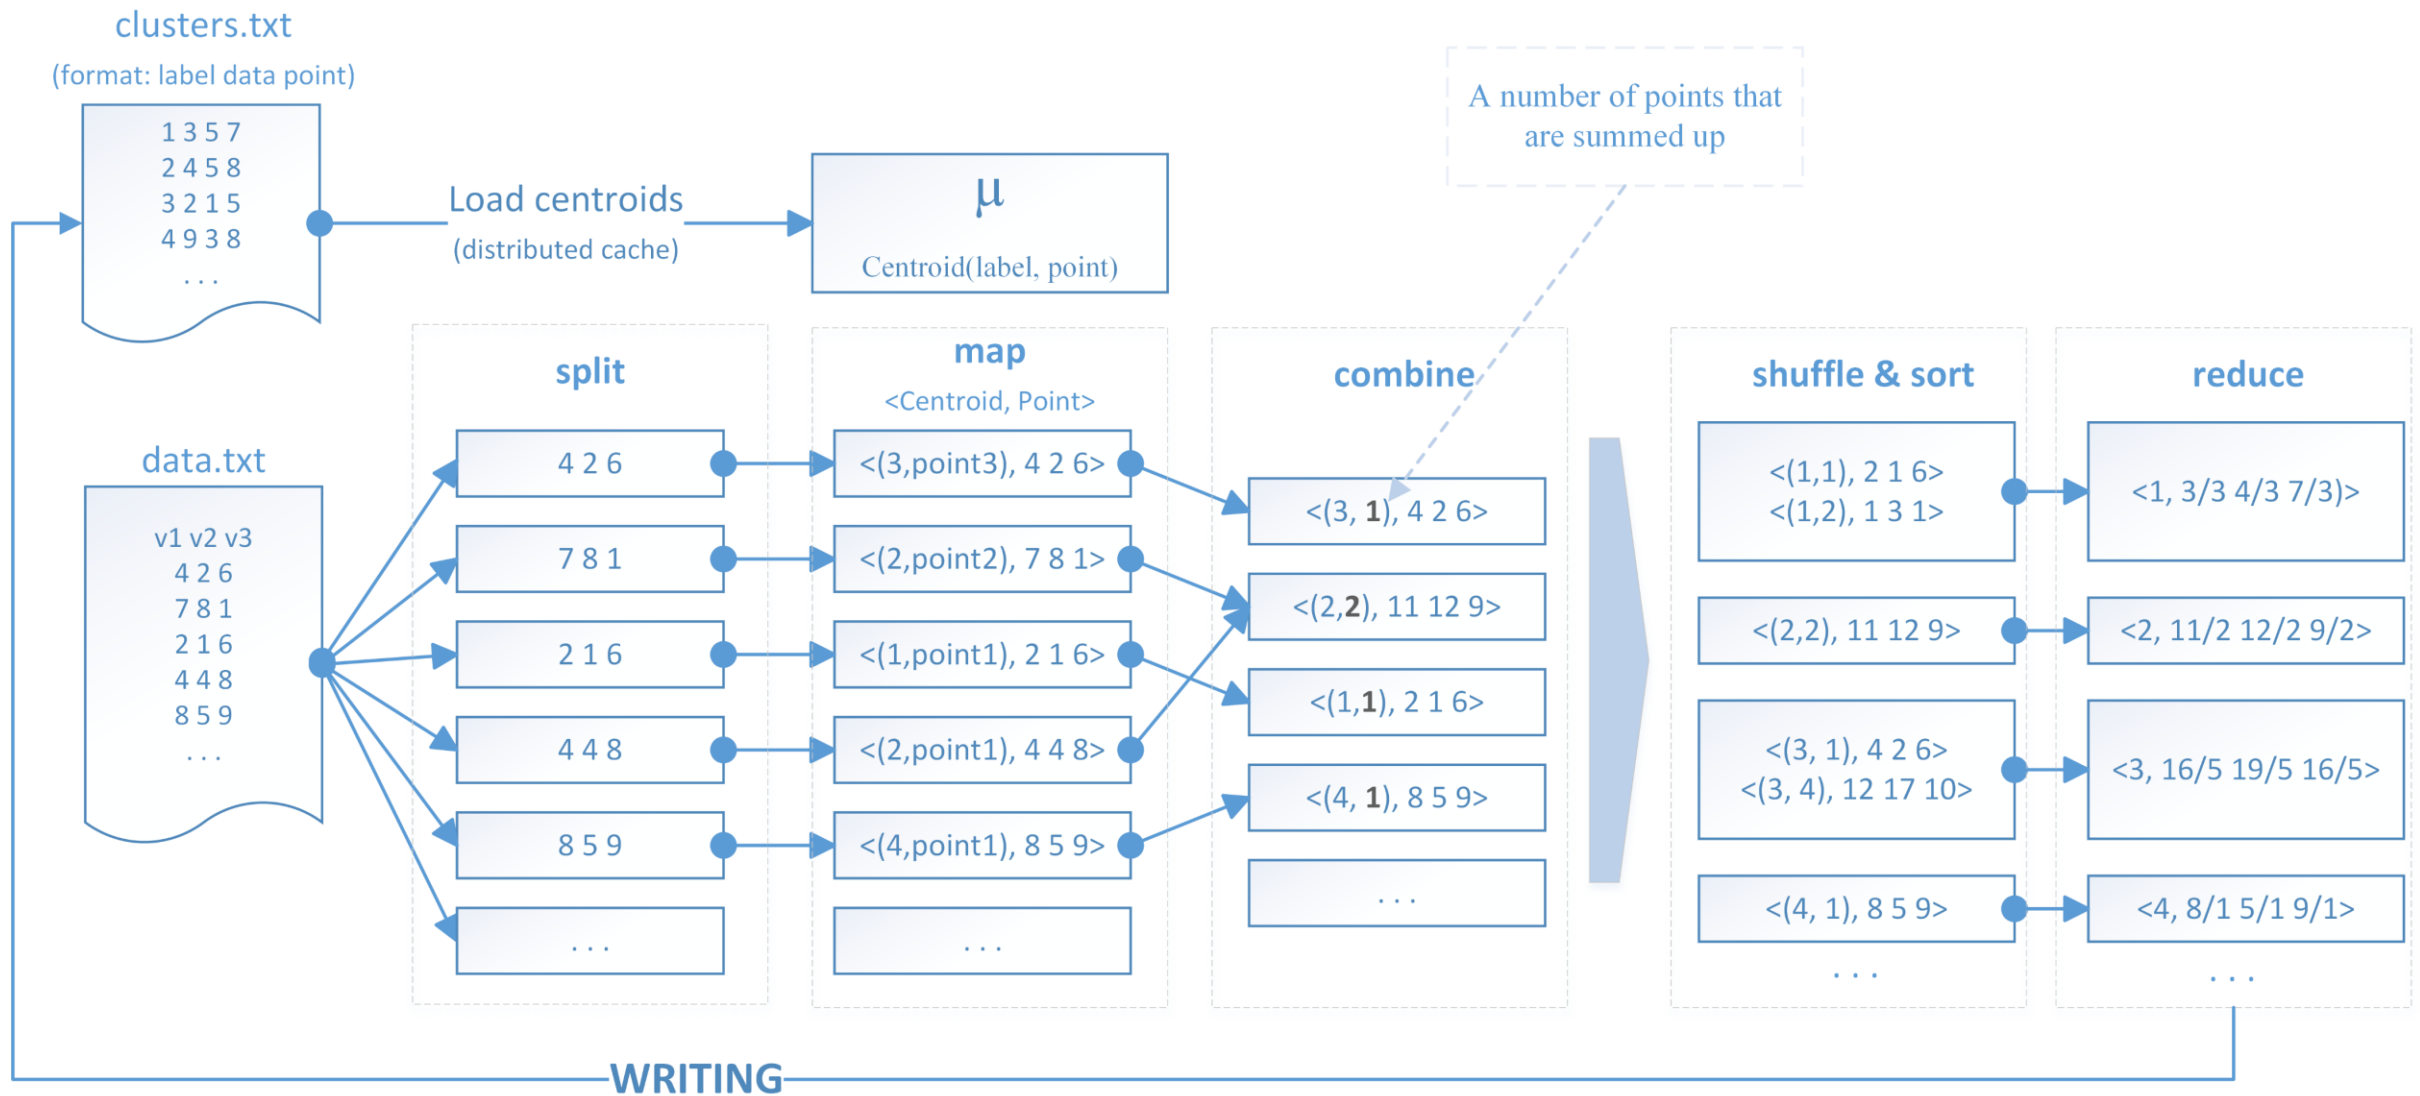 clusters.txt
(format: label data point)
1 3 5 7
2 4 5 8
3 2 1 5
4 9 3 8
. . .
Load centroids
(distributed cache)
μ
Centroid(label, point)
A number of points that
are summed up
data.txt
v1 v2 v3
4 2 6
7 8 1
2 1 6
4 4 8
8 5 9
. . .
split
4 2 6
7 8 1
2 1 6
4 4 8
8 5 9
. . .
map
<Centroid, Point>
<(3,point3), 4 2 6>
<(2,point2), 7 8 1>
<(1,point1), 2 1 6>
<(2,point1), 4 4 8>
<(4,point1), 8 5 9>
. . .
combine
<(3, 1), 4 2 6>
<(2,2), 11 12 9>
<(1,1), 2 1 6>
<(4, 1), 8 5 9>
. . .
shuffle & sort
<(1,1), 2 1 6>
<(1,2), 1 3 1>
<(2,2), 11 12 9>
<(3, 1), 4 2 6>
<(3, 4), 12 17 10>
<(4, 1), 8 5 9>
. . .
reduce
<1, 3/3 4/3 7/3)>
<2, 11/2 12/2 9/2>
<3, 16/5 19/5 16/5>
<4, 8/1 5/1 9/1>
. . .
WRITING